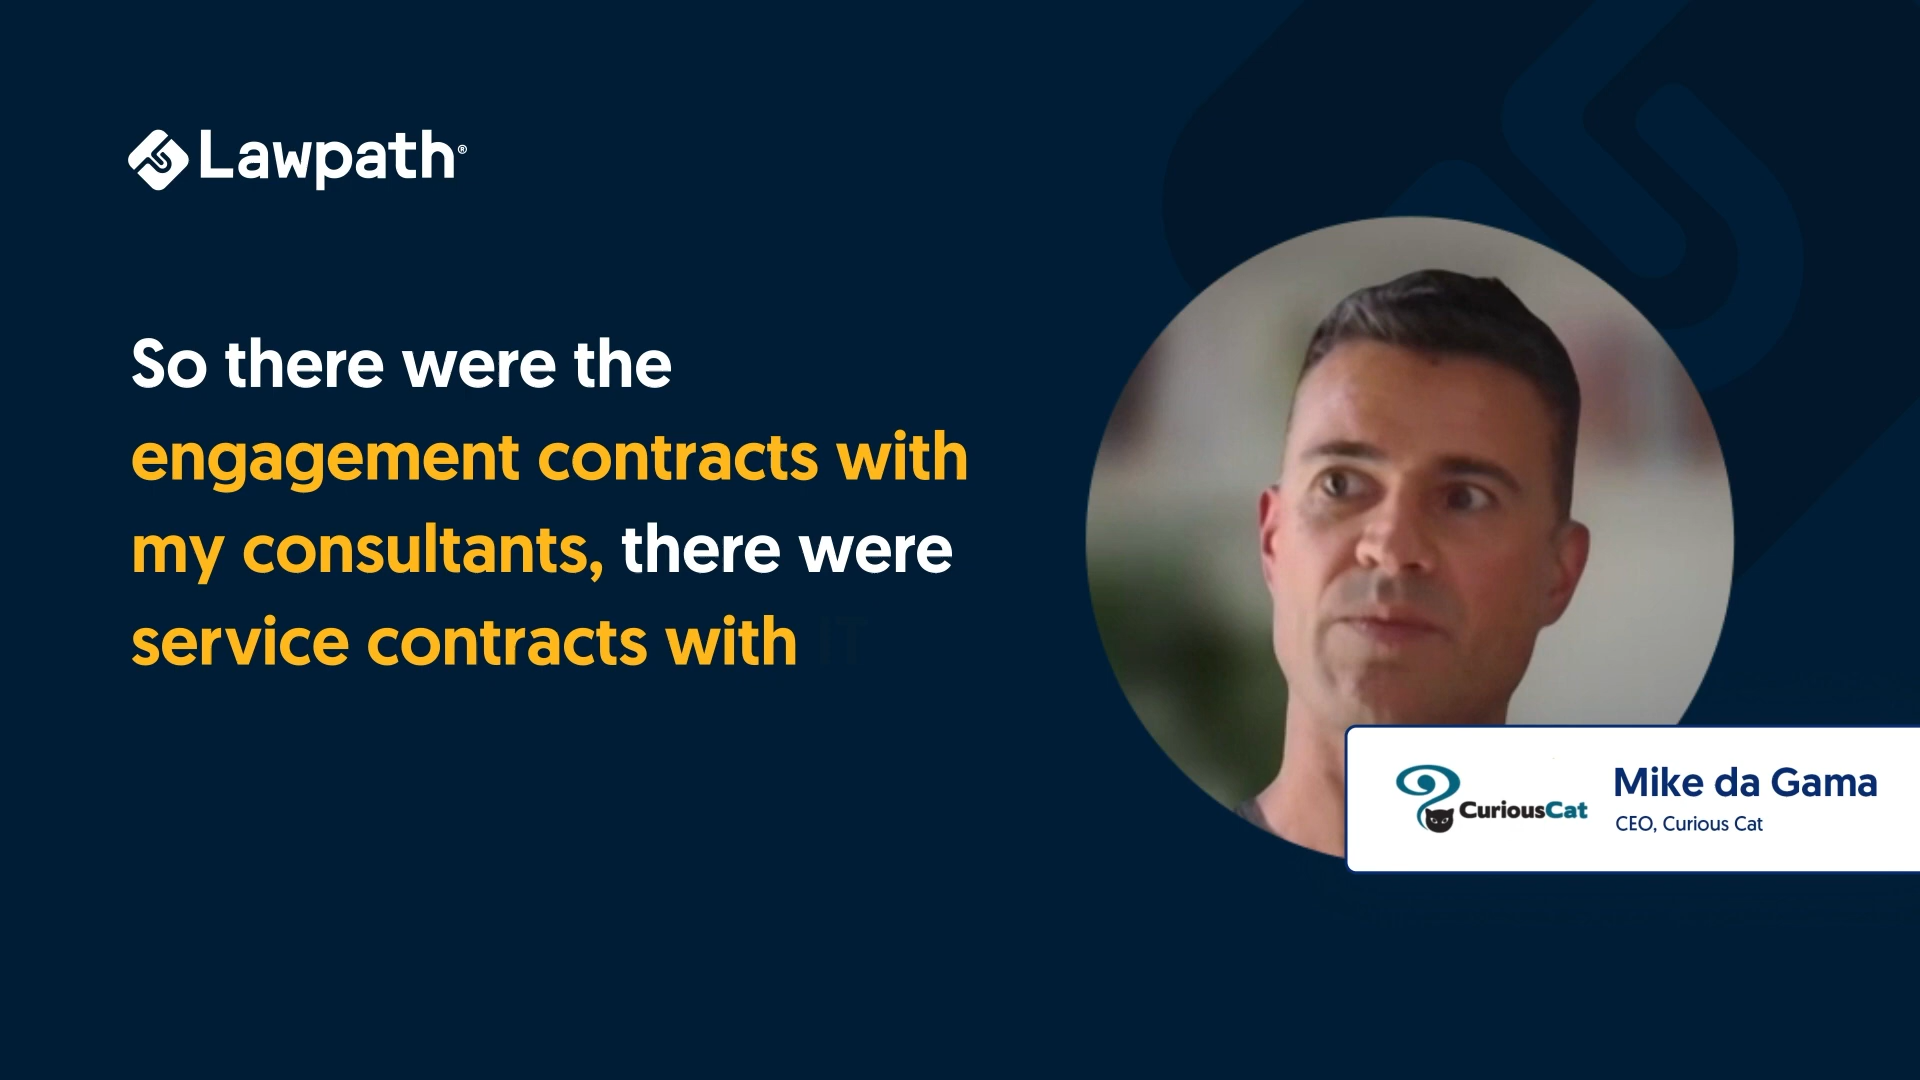 Lawpath®
So there were the
engagement contracts with
my consultants, there were
service contracts with IT
CuriousCat
Mike da Gama
CEO, Curious Cat